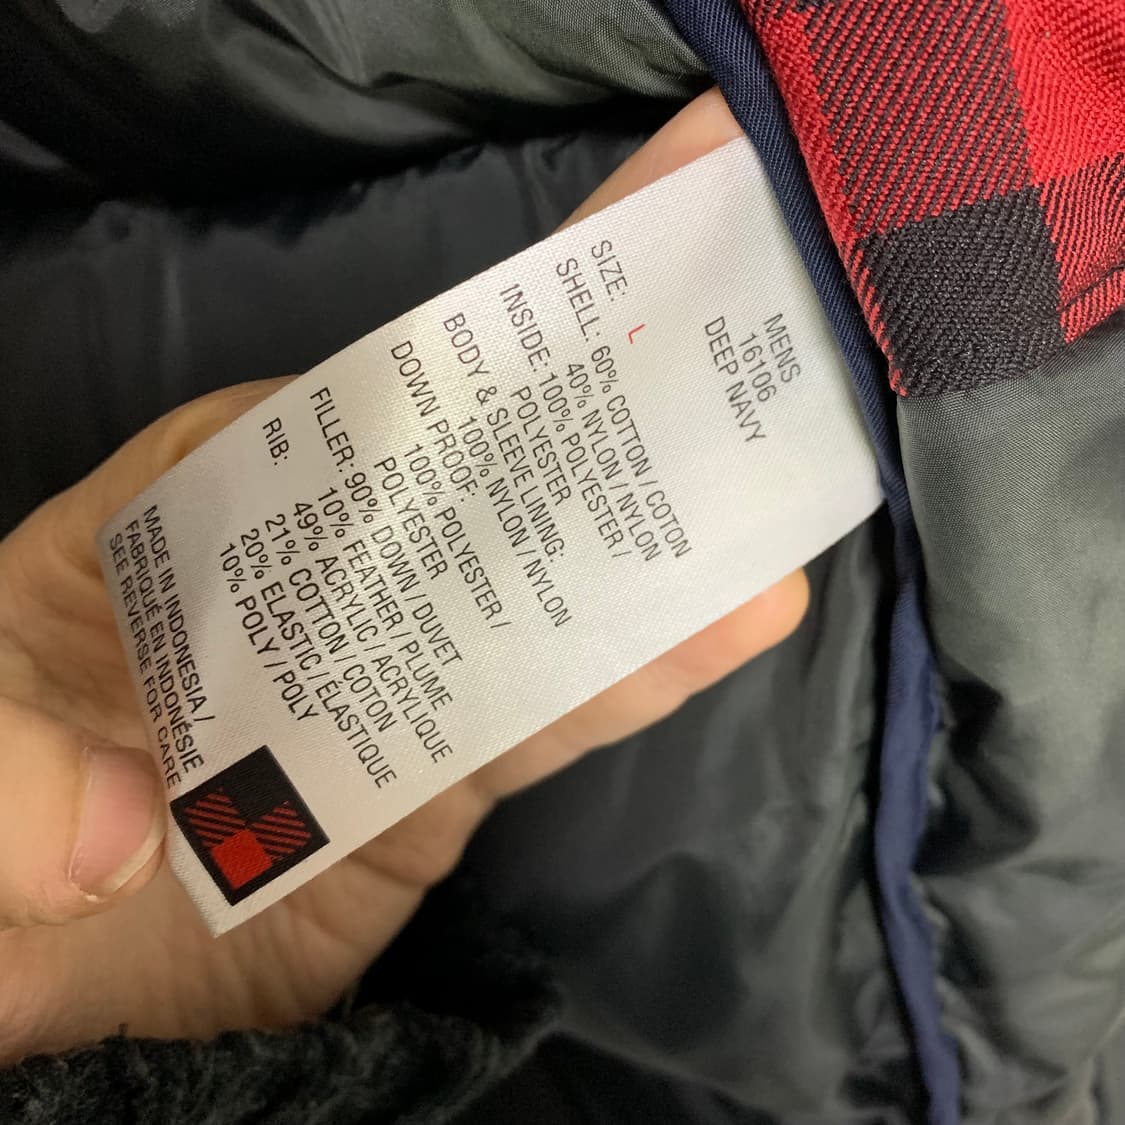 MENS
16106
DEEP NAVY
SIZE: L
SHELL: 60% COTTON / COTON
40% NYLON / NYLON
INSIDE: 100% POLYESTER /
POLYESTER
BODY & SLEEVE LINING:
100% NYLON / NYLON
DOWN PROOF:
100% POLYESTER /
POLYESTER
FILLER: 90% DOWN / DUVET
10% FEATHER / PLUME
RIB: 49% ACRYLIC / ACRYLIQUE
21% COTTON / COTON
20% ELASTIC / ÉLASTIQUE
10% POLY / POLY
MADE IN INDONESIA /
FABRIQUÉ EN INDONÉSIE
SEE REVERSE FOR CARE